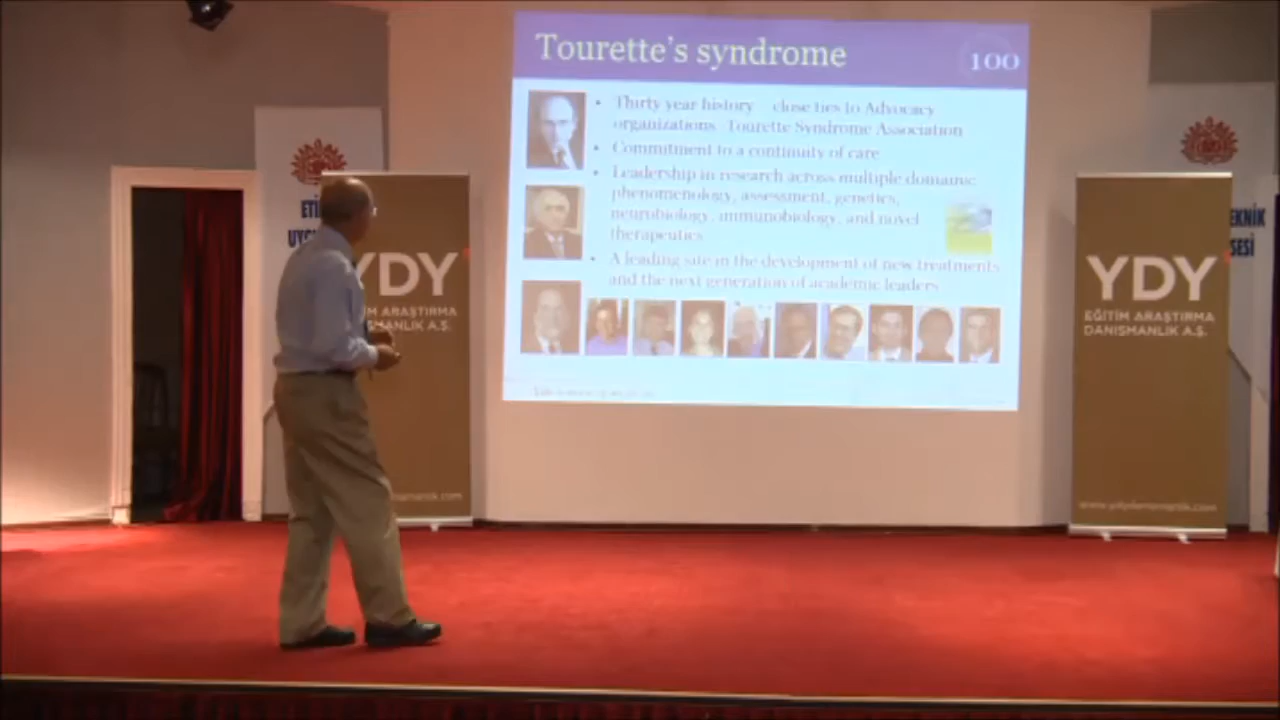 Tourette's syndrome
100
• Thirty year history close ties to Advocacy
organizations Tourette Syndrome Association
• Commitment to a continuity of care
• Leadership in research across multiple domains:
phenomenology, assessment, genetics,
neurobiology, immunobiology, and novel
therapeutics
• A leading site in the development of new treatments
and the next generation of academic leaders
ETİ
UYG
YDY
M ARAŞTIRMA
ŞMANLIK A.Ş.
EKNİK
SESİ
YDY
EĞİTİM ARAŞTIRMA
DANIŞMANLIK A.Ş.